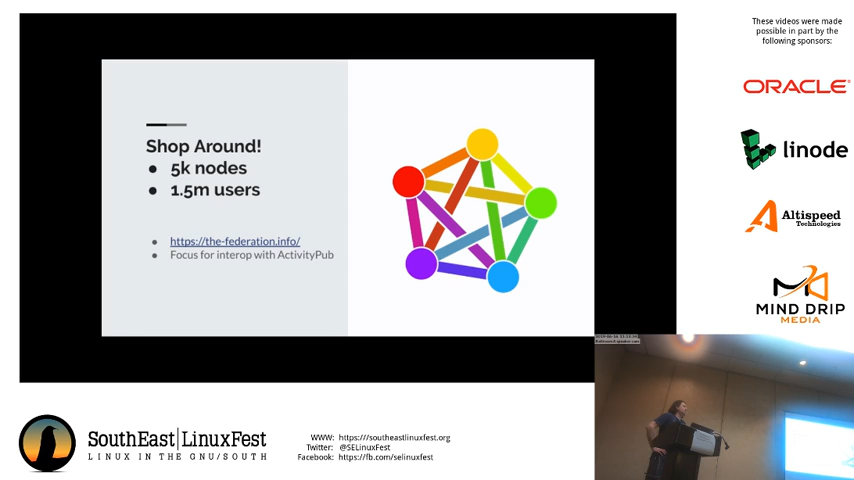 These videos were made
possible in part by the
following sponsors:
ORACLE
linode
Altispeed
Technologies
MIND DRIP
MEDIA
Shop Around!
● 5k nodes
● 1.5m users
● https://the-federation.info/
● Focus for interop with ActivityPub
SouthEast|LinuxFest
LINUX IN THE GNU/SOUTH
WWW: https:///southeastlinuxfest.org
Twitter: @SELinuxFest
Facebook: https://fb.com/selinuxfest